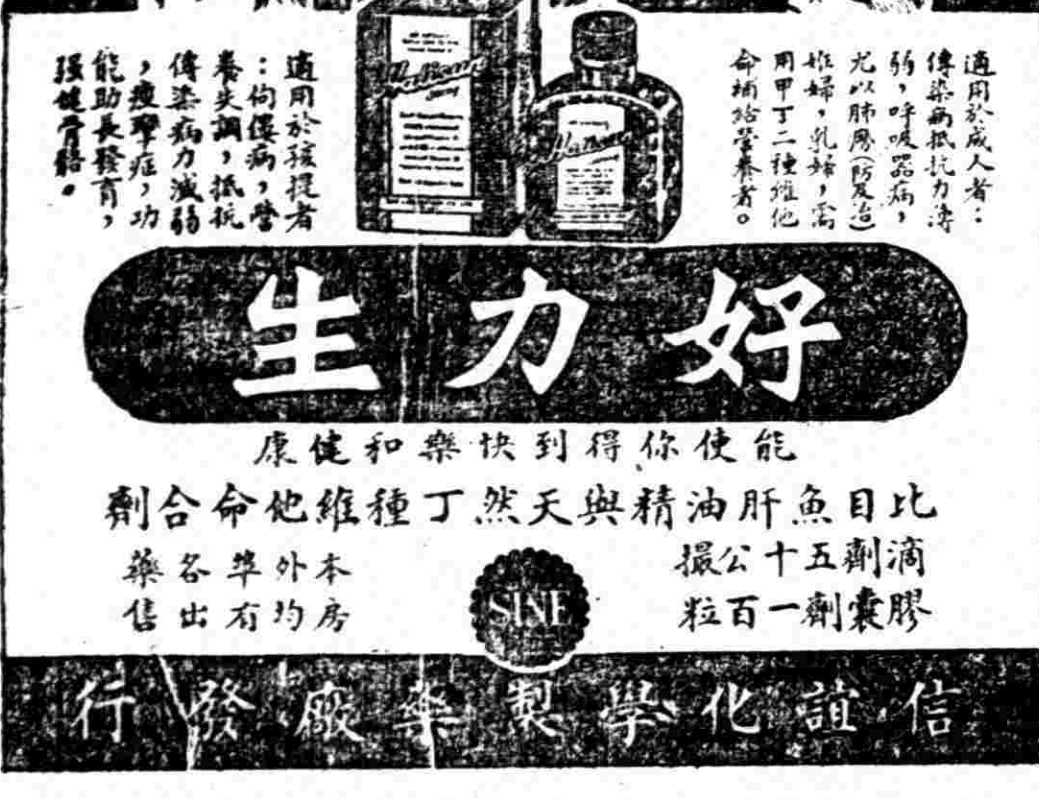 適用於成人者：
傳染病抵抗力薄
弱，呼吸器病，
尤以肺癆(防及治)
妊婦，乳婦，需
用甲丁二種維他
命補給營養者。
適用於孩提者
：佝僂病，營
養失調，抵抗
傳染病力減弱
，瘦症，功
能助長發育，
强健骨骼。
好力生
能使你得到快樂和健康
比目魚肝油精與天然丁種維他命合劑
滴劑五十公撮
膠囊劑一百粒
SINE
本外埠各藥
房均有出售
信誼化學製藥廠發行